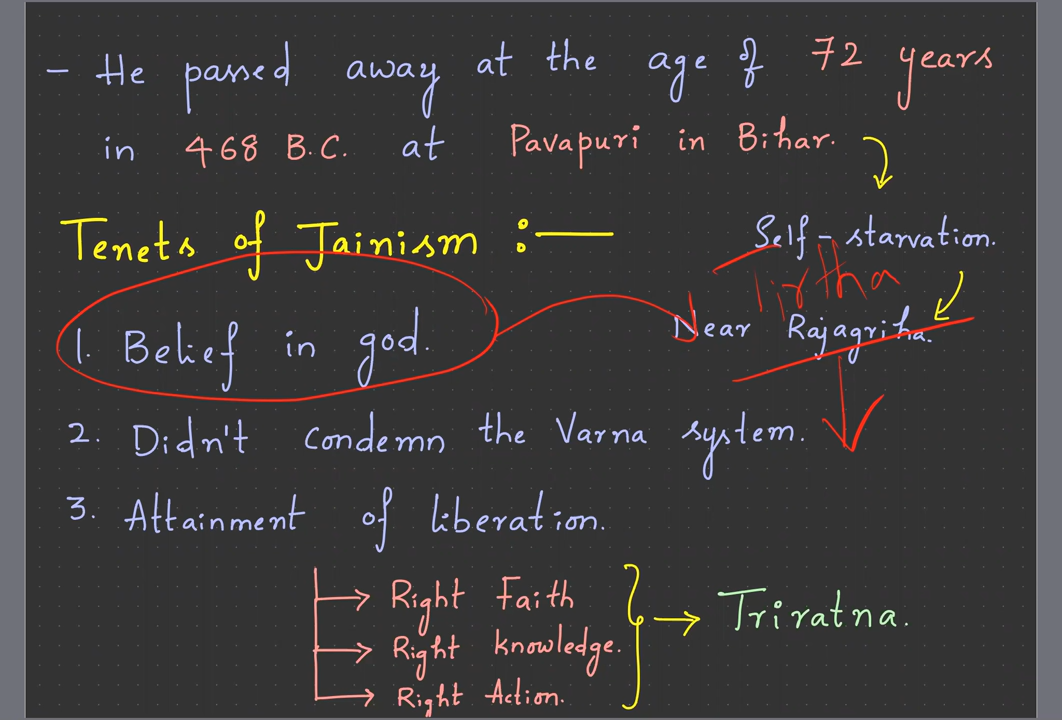 - He passed away at the age of 72 years
in 468 B.C. at Pavapuri in Bihar.
Tenets of Jainism :—
Self-starvation.
Tirtha
1. Belief in god.
Near Rajagriha.
2. Didn't condemn the Varna system.
3. Attainment of liberation.
Right Faith
Right knowledge.
Right Action.
Triratna.